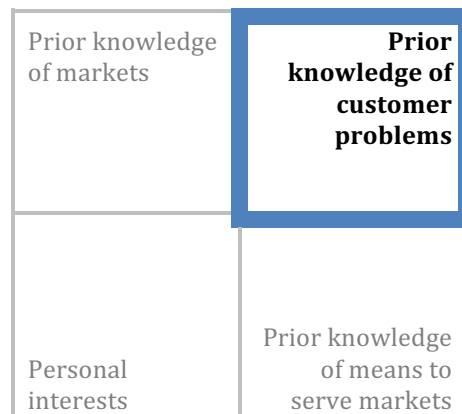 Prior knowledge
of markets
Prior
knowledge of
customer
problems
Personal
interests
Prior knowledge
of means to
serve markets